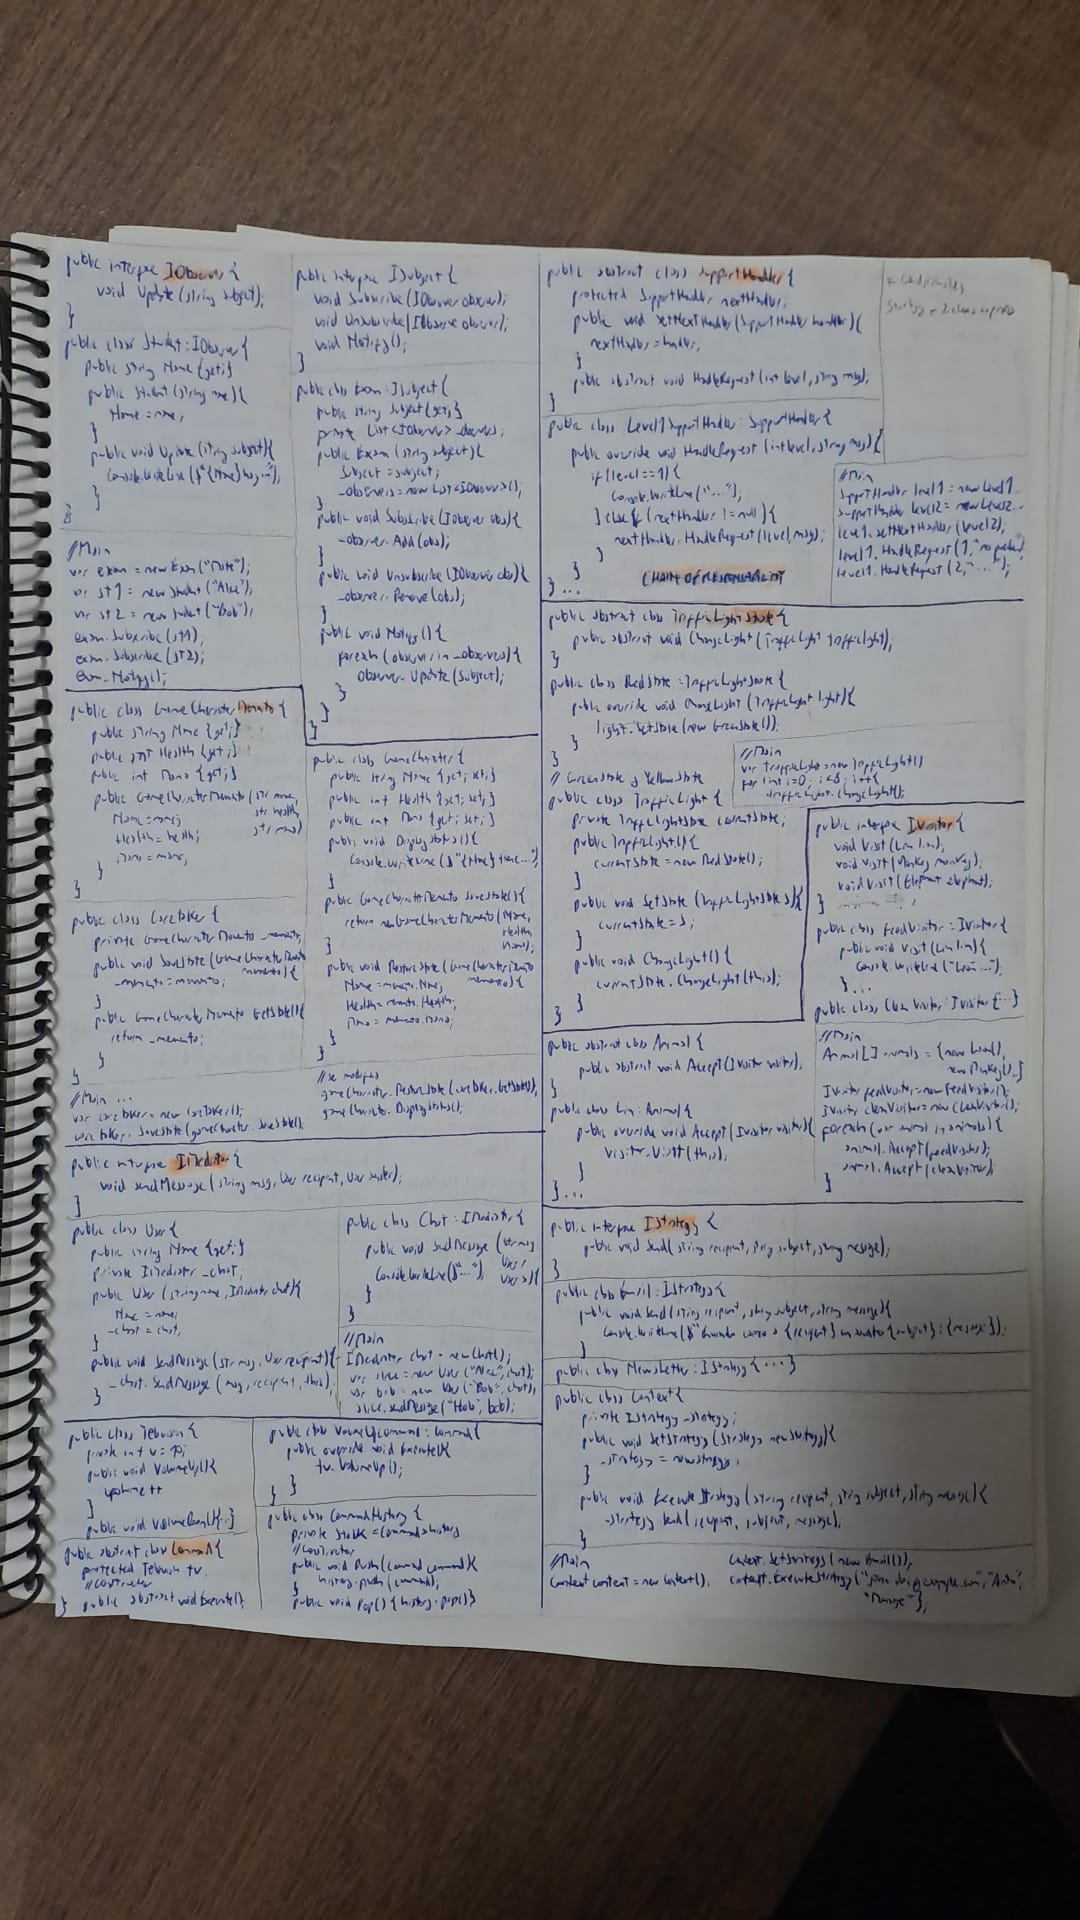 public interface IObserver {
void Update (string subject);
}
public class Student : IObserver {
public string Name {get;}
public Student (string name) {
Name = name;
}
public void Update (string subject) {
Console.WriteLine ($"{Name} ...");
}
}
//Main
var exam = new Exam ("Mate");
var st1 = new Student ("Alice");
var st2 = new Student ("Bob");
exam.Subscribe (st1);
exam.Subscribe (st2);
exam.Notify();
public interface ISubject {
void Subscribe (IObserver observer);
void Unsubscribe (IObserver observer);
void Notify();
}
public class Exam : ISubject {
public string Subject {get;}
private List<IObserver> _observers;
public Exam (string subject) {
Subject = subject;
_observers = new List<IObserver>();
}
public void Subscribe (IObserver obs) {
_observer.Add (obs);
}
public void Unsubscribe (IObserver obs) {
_observer.Remove (obs);
}
public void Notify () {
foreach (observer in _observers) {
observer.Update (Subject);
}
}
}
public abstract class SupportHandler {
protected SupportHandler nextHandler;
public void SetNextHandler (SupportHandler handler) {
nextHandler = handler;
}
public abstract void HandleRequest (int level, string msg);
}
public class Level1SupportHandler : SupportHandler {
public override void HandleRequest (int level, string msg) {
if (level == 1) {
Console.WriteLine ("...");
} else if (nextHandler != null) {
nextHandler.HandleRequest (level, msg);
}
}
} ...
CHAIN OF RESPONSABILITY
//Main
SupportHandler level1 = new Level1..
SupportHandler level2 = new Level2...
level1.setNextHandler (level2);
level1.HandleRequest (1, "no
level1.HandleRequest (2, "...");
public abstract class TrafficLightState {
public abstract void ChangeLight (TrafficLight trafficLight);
}
public class RedState : TrafficLightState {
public override void ChangeLight (TrafficLight light) {
light.SetState (new GreenState());
}
}
// GreenState y YellowState
public class TrafficLight {
private TrafficLightState currentState;
public TrafficLight() {
currentState = new RedState();
}
public void SetState (TrafficLightState s) {
currentState = s;
}
public void ChangeLight () {
currentState.ChangeLight (this);
}
}
//Main
var trafficLight = new TrafficLight()
for int i=0; i<8; i++ {
trafficLight.ChangeLight();
public class GameCharacterMemento {
public string Name {get;}
public int Health {get;}
public int Mana {get;}
public GameCharacterMemento (str name,
str health,
str mana)
Name = name;
Health = health;
Mana = mana;
}
}
public class CareTaker {
private GameCharacterMemento _memento;
public void SaveState (GameCharacterMemento
memento) {
_memento = memento;
}
public GameCharacterMemento GetState() {
return _memento;
}
}
//Main ...
var careTaker = new CareTaker();
careTaker.SaveState (gameCharacter.SaveState());
public class GameCharacter {
public string Name {get; set;}
public int Health {get; set;}
public int Mana {get; set;}
public void DisplayStatus () {
Console.WriteLine ($"{Name} tiene...")
}
public GameCharacterMemento SaveState() {
return new GameCharacterMemento (Name,
Health,
Mana);
}
public void RestoreState (GameCharacterMemento
memento) {
Name = memento.Name;
Health = memento.Health;
Mana = memento.Mana;
}
}
//se modifica
gameCharacter.RestoreState (careTaker.GetState());
gameCharacter.DisplayStatus();
public interface IVisitor {
void Visit (Lion lion);
void Visit (Monkey monkey);
void Visit (Elephant elephant);
}
public class FeedVisitor : IVisitor {
public void Visit (Lion lion) {
Console.WriteLine ("León...");
} ...
public class CleanVisitor : IVisitor {...}
public abstract class Animal {
public abstract void Accept (IVisitor visitor);
}
public class Lion : Animal {
public override void Accept (IVisitor visitor) {
visitor.Visit (this);
}
} ...
//Main
Animal[] animals = {new Lion(),
new Monkey(),}
IVisitor feedVisitor = new FeedVisitor();
IVisitor cleanVisitor = new CleanVisitor();
foreach (var animal in animals) {
animal.Accept (feedVisitor);
animal.Accept (cleanVisitor)
}
public interface IMediator {
void sendMessage (string msg, User recipient, User sender);
}
public class User {
public string Name {get;}
private IMediator _chat;
public User (string name, IMediator chat) {
Name = name;
_chat = chat;
}
public void SendMessage (str msg, User recipient) {
_chat.SendMessage (msg, recipient, this);
}
public class Chat : IMediator {
public void SendMessage (str msg
User r,
User s) {
Console.WriteLine ($"...");
}
}
//Main
IMediator chat = new Chat();
var alice = new User ("Alice", chat);
var bob = new User ("Bob", chat);
alice.sendMessage ("Hola", bob);
public interface IStrategy {
public void Send (string recipient, string subject, string message);
}
public class Email : IStrategy {
public void Send (string recipient, string subject, string message) {
Console.WriteLine ($"Enviando correo a {recipient} {subject} : {message});
}
public class NewsLetter : IStrategy {...}
public class Context {
private IStrategy _strategy;
public void SetStrategy (IStrategy newStrategy) {
_strategy = newStrategy;
}
public void ExecuteStrategy (string recipient, string subject, string message) {
_strategy.Send (recipient, subject, message);
}
//Main
Context context = new Context();
context.SetStrategy (new Email());
context.ExecuteStrategy ("john.doe@example.com", "Asunto",
"Mensaje");
public class Television {
private int v = 10;
public void VolumeUp() {
volume ++
}
public void VolumeDown() {..}
public abstract class Command {
protected Television tv.
//Constructor
public abstract void Execute();
}
public class VolumeUpCommand : Command {
public override void Execute() {
tv.VolumeUp();
}
}
public class CommandHistory {
private Stack<Command> history
//Constructor
public void Push (Command command) {
history.push (command);
}
public void Pop() { history.pop() }